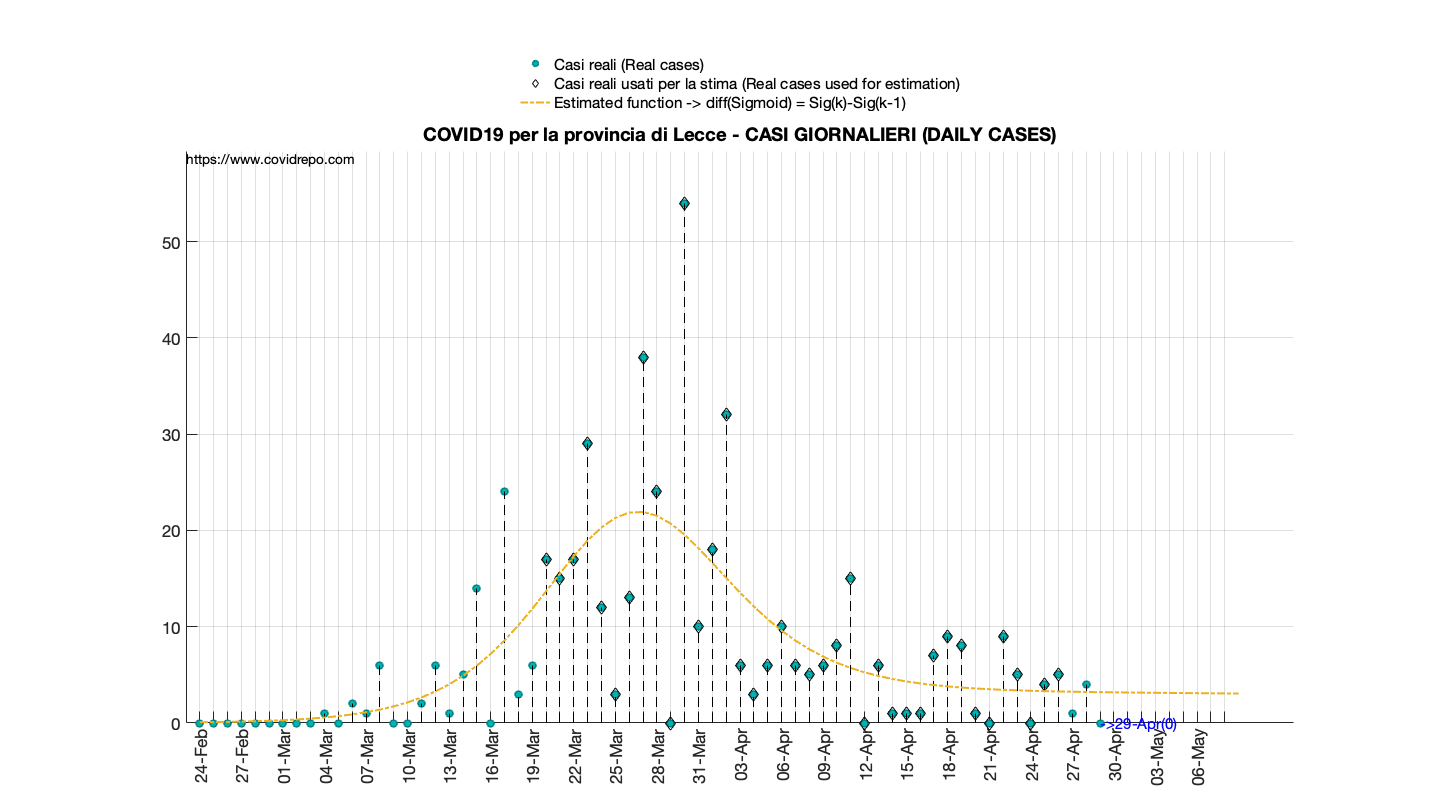 Casi reali (Real cases)
Casi reali usati per la stima (Real cases used for estimation)
Estimated function -> diff(Sigmoid) = Sig(k)-Sig(k-1)
COVID19 per la provincia di Lecce - CASI GIORNALIERI (DAILY CASES)
https://www.covidrepo.com
50
40
30
20
10
0
->29-Apr(0)
24-Feb
27-Feb
01-Mar
04-Mar
07-Mar
10-Mar
13-Mar
16-Mar
19-Mar
22-Mar
25-Mar
28-Mar
31-Mar
03-Apr
06-Apr
09-Apr
12-Apr
15-Apr
18-Apr
21-Apr
24-Apr
27-Apr
30-Apr
03-May
06-May